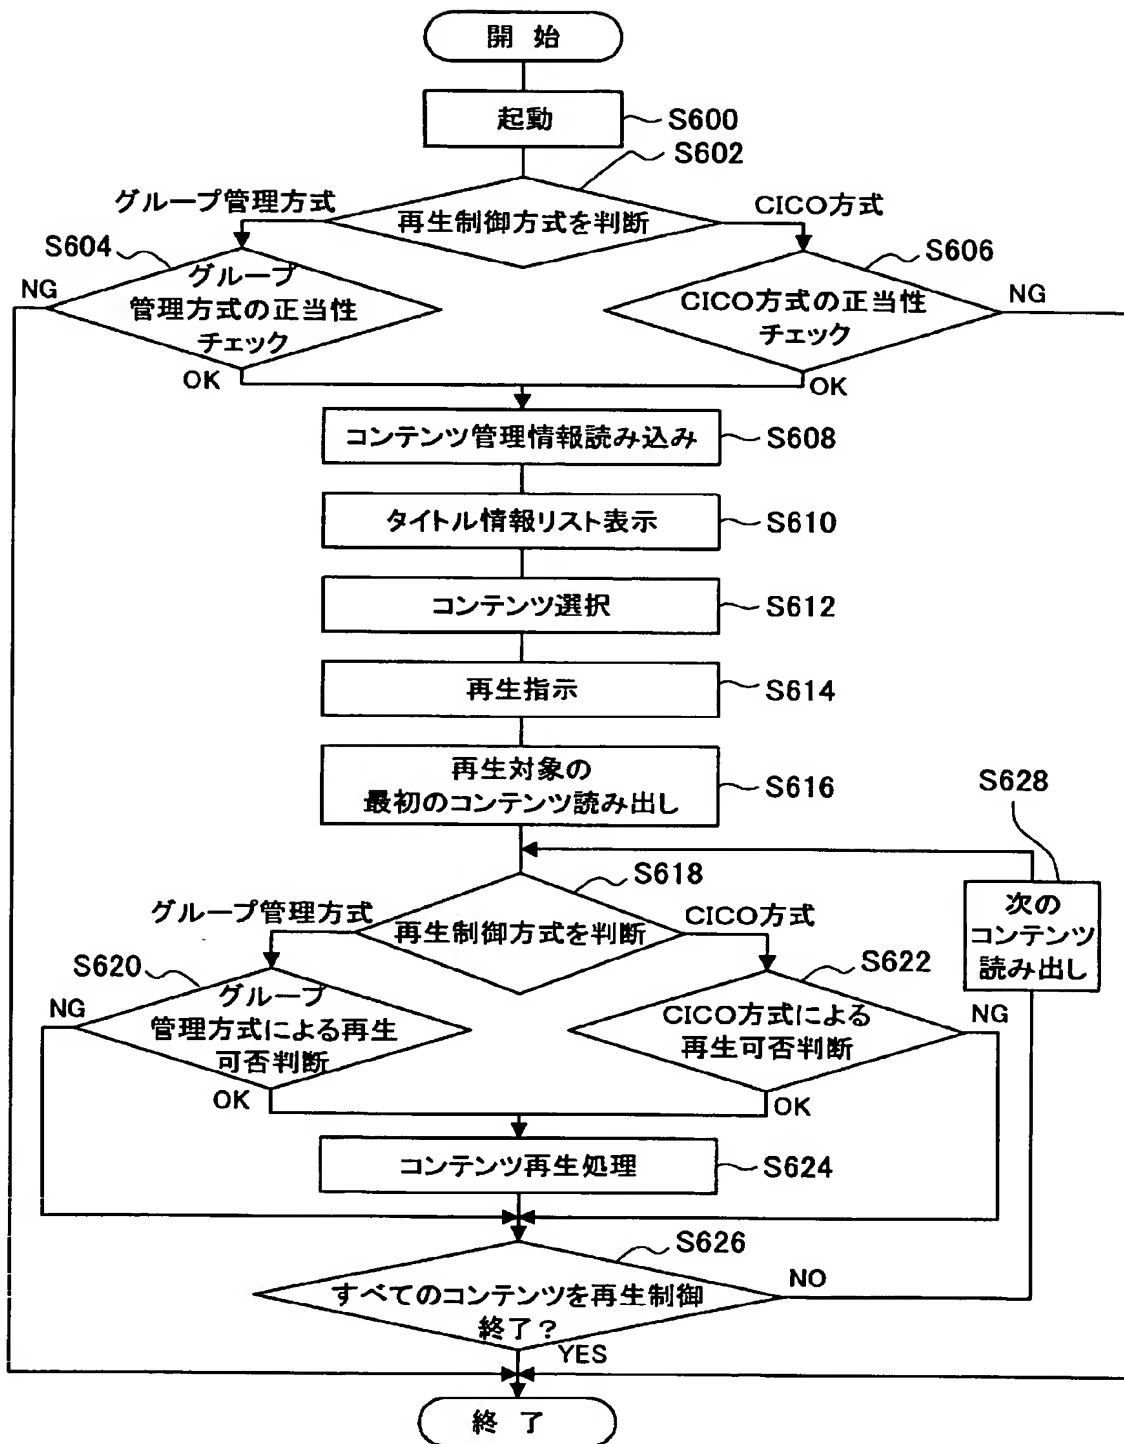 開 始
起動
S600
S602
グループ管理方式
再生制御方式を判断
CICO方式
S604
S606
NG
グループ
管理方式の正当性
チェック
CICO方式の正当性
チェック
NG
OK
OK
コンテンツ管理情報読み込み
S608
タイトル情報リスト表示
S610
コンテンツ選択
S612
再生指示
S614
再生対象の
最初のコンテンツ読み出し
S616
S628
次の
コンテンツ
読み出し
S618
グループ管理方式
再生制御方式を判断
CICO方式
S620
S622
NG
グループ
管理方式による再生
可否判断
CICO方式による
再生可否判断
NG
OK
OK
コンテンツ再生処理
S624
S626
すべてのコンテンツを再生制御
終了?
NO
YES
終 了